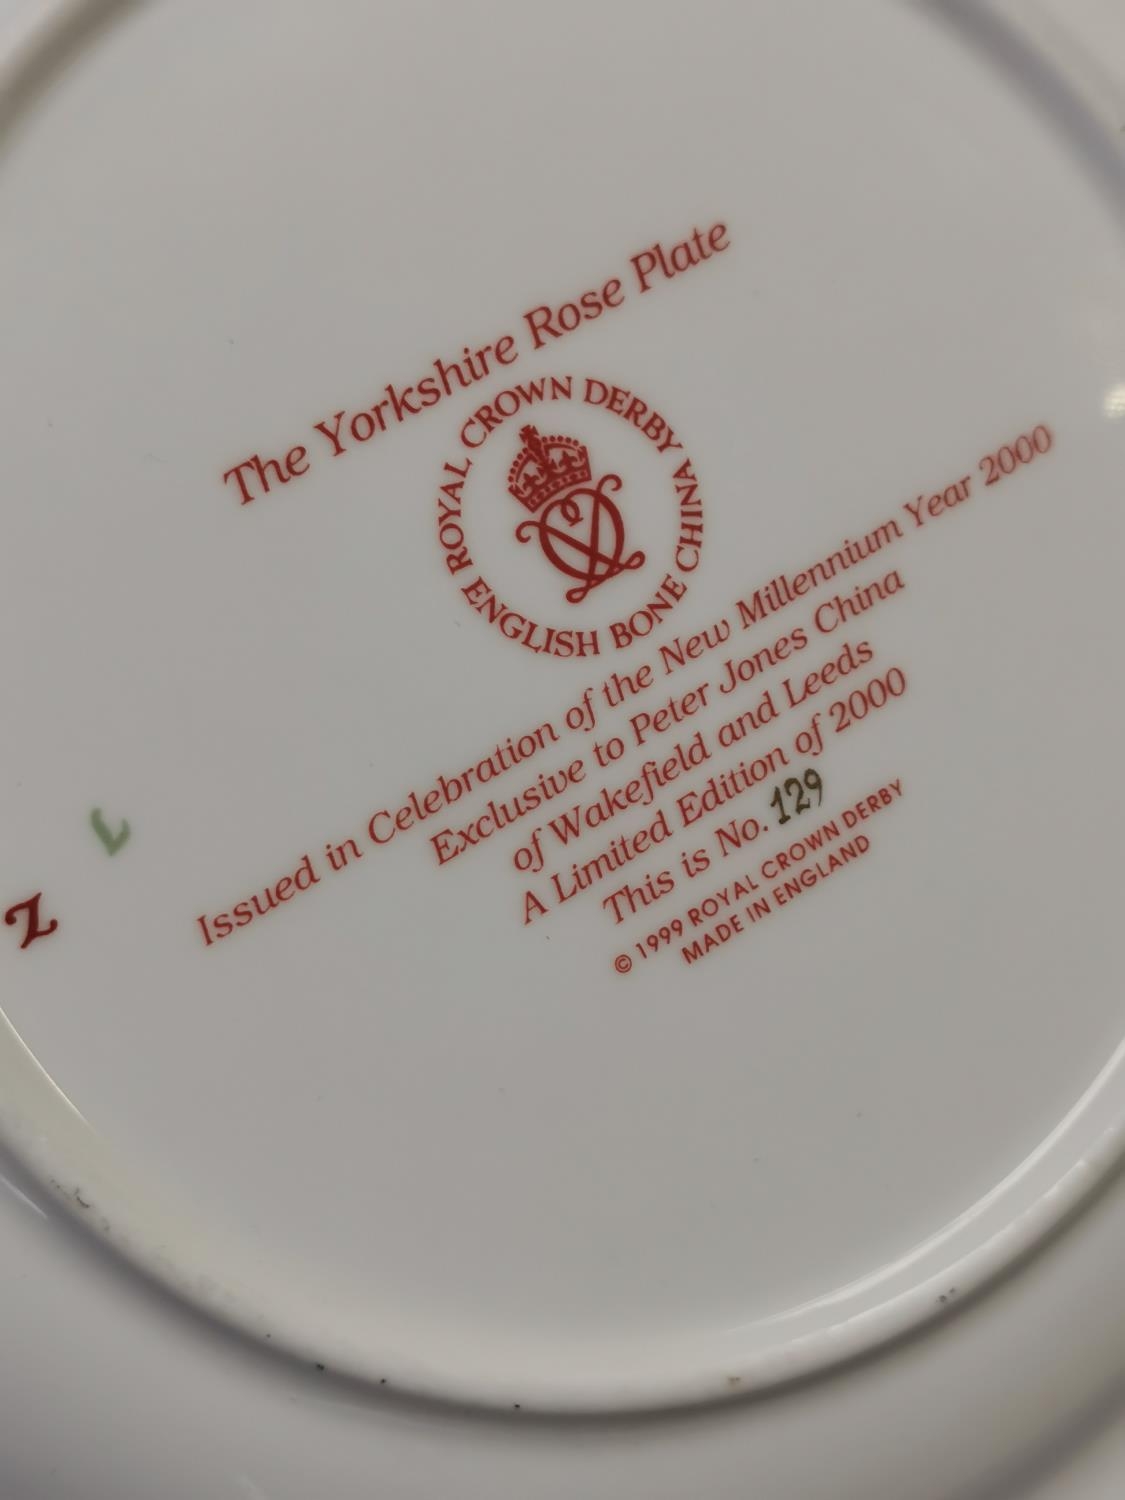 The Yorkshire Rose Plate
ROYAL CROWN DERBY
ENGLISH BONE CHINA
Issued in Celebration of the New Millennium Year 2000
Exclusive to Peter Jones China
of Wakefield and Leeds
A Limited Edition of 2000
This is No. 129
© 1999 ROYAL CROWN DERBY
MADE IN ENGLAND
Z